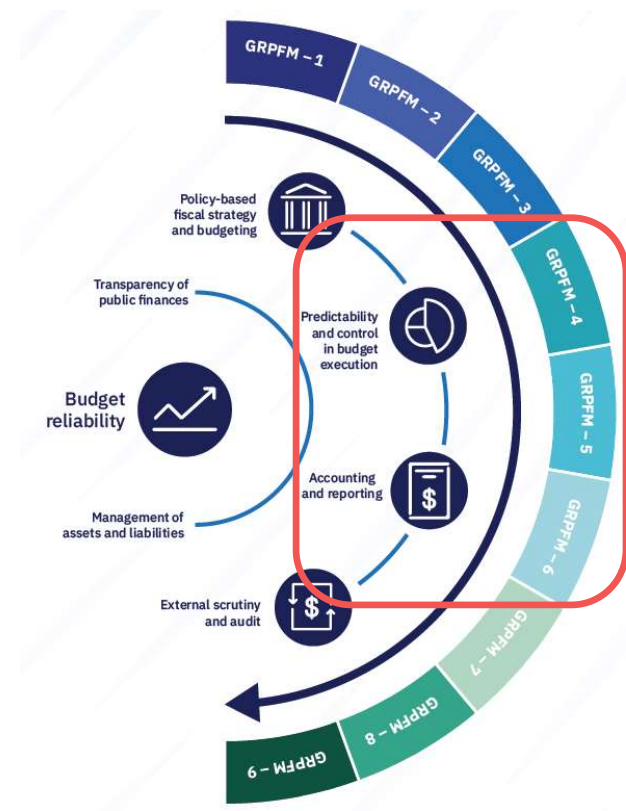 GRPFM – 1
GRPFM – 2
GRPFM – 3
GRPFM – 4
GRPFM – 5
GRPFM – 6
GRPFM – 7
GRPFM – 8
GRPFM – 9
Policy-based
fiscal strategy
and budgeting
Transparency of
public finances
Predictability
and control
in budget
execution
Budget
reliability
Accounting
and reporting
$
Management of
assets and liabilities
External scrutiny
and audit
$